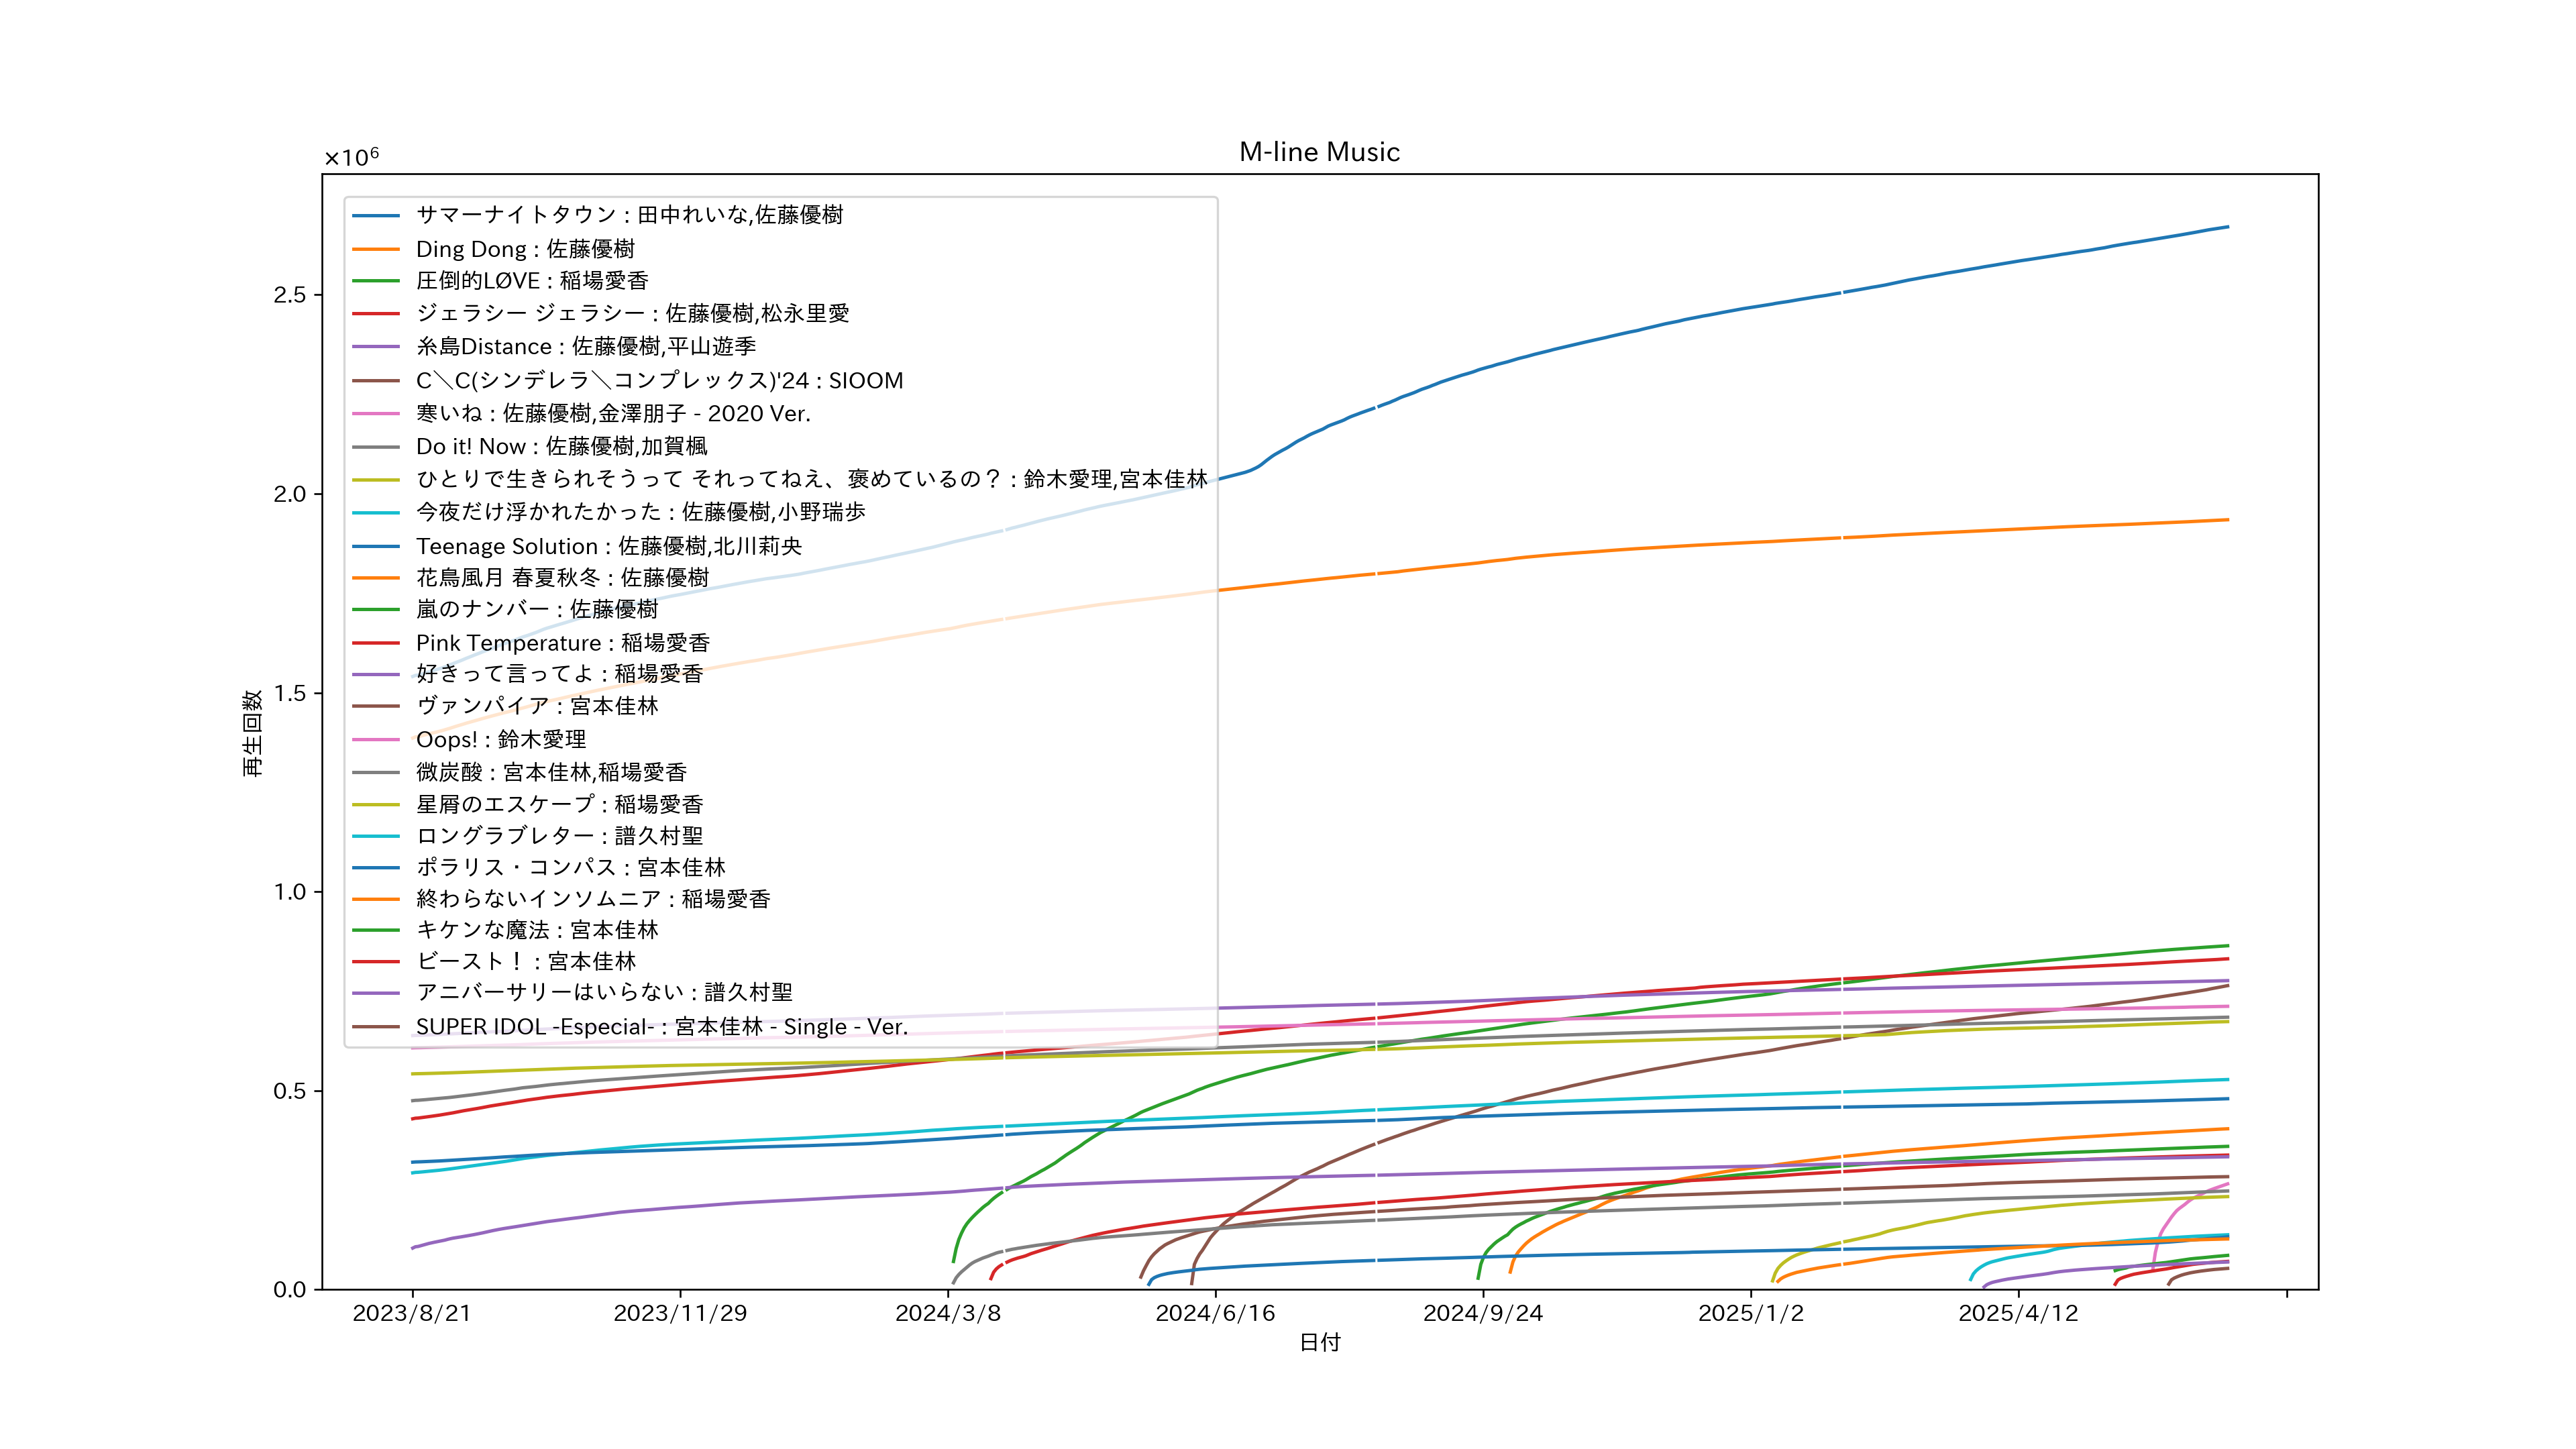 M-line Music
×10⁶
サマーナイトタウン : 田中れいな,佐藤優樹
Ding Dong : 佐藤優樹
圧倒的LØVE : 稲場愛香
ジェラシー ジェラシー : 佐藤優樹,松永里愛
糸島Distance : 佐藤優樹,平山遊季
C＼C(シンデレラ＼コンプレックス)'24 : SIOOM
寒いね : 佐藤優樹,金澤朋子 - 2020 Ver.
Do it! Now : 佐藤優樹,加賀楓
ひとりで生きられそうって それってねえ、褒めているの？ : 鈴木愛理,宮本佳林
今夜だけ浮かれたかった : 佐藤優樹,小野瑞歩
Teenage Solution : 佐藤優樹,北川莉央
花鳥風月 春夏秋冬 : 佐藤優樹
嵐のナンバー : 佐藤優樹
Pink Temperature : 稲場愛香
好きって言ってよ : 稲場愛香
ヴァンパイア : 宮本佳林
Oops! : 鈴木愛理
微炭酸 : 宮本佳林,稲場愛香
星屑のエスケープ : 稲場愛香
ロングラブレター : 譜久村聖
ポラリス・コンパス : 宮本佳林
終わらないインソムニア : 稲場愛香
キケンな魔法 : 宮本佳林
ビースト！ : 宮本佳林
アニバーサリーはいらない : 譜久村聖
SUPER IDOL -Especial- : 宮本佳林 - Single - Ver.
2.5
2.0
1.5
1.0
0.5
0.0
再生回数
2023/8/21
2023/11/29
2024/3/8
2024/6/16
2024/9/24
2025/1/2
2025/4/12
日付